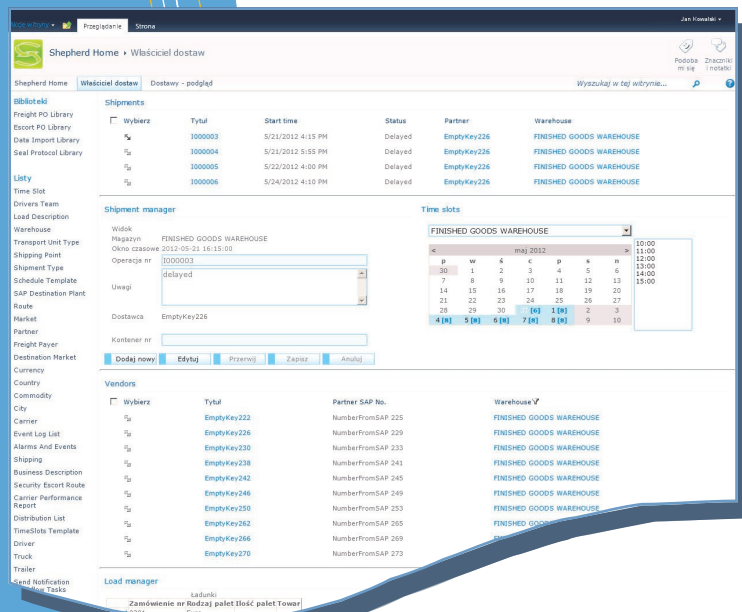 Jan Kowalski
Akcje witryny
Przeglądanie Strona
Shepherd Home › Właściciel dostaw
Podoba mi się
Znaczniki i notatki
Shepherd Home Właściciel dostaw Dostawy - podgląd
Wyszukaj w tej witrynie...
Biblioteki
Freight PO Library
Escort PO Library
Data Import Library
Seal Protocol Library
Listy
Time Slot
Drivers Team
Load Description
Warehouse
Transport Unit Type
Shipping Point
Shipment Type
Schedule Template
SAP Destination Plant
Route
Market
Partner
Freight Payer
Destination Market
Currency
Country
Commodity
City
Carrier
Event Log List
Alarms And Events
Shipping
Business Description
Security Escort Route
Carrier Performance
Report
Distribution List
TimeSlots Template
Driver
Truck
Trailer
Send Notification
Tasks
Shipments
Wybierz Tytuł Start time Status Partner Warehouse
I000003 5/21/2012 4:15 PM Delayed EmptyKey226 FINISHED GOODS WAREHOUSE
I000004 5/21/2012 5:55 PM Delayed EmptyKey226 FINISHED GOODS WAREHOUSE
I000005 5/22/2012 4:00 PM Delayed EmptyKey226 FINISHED GOODS WAREHOUSE
I000006 5/24/2012 4:10 PM Delayed EmptyKey226 FINISHED GOODS WAREHOUSE
Shipment manager
Widok
Magazyn FINISHED GOODS WAREHOUSE
Okno czasowe 2012-05-21 16:15:00
Operacja nr I000003
Uwagi delayed
Dostawca EmptyKey226
Kontener nr
Dodaj nowy Edytuj Przerwij Zapisz Anuluj
Time slots
FINISHED GOODS WAREHOUSE
< maj 2012 >
p w ś c p s n
30 1 2 3 4 5 6
7 8 9 10 11 12 13
14 15 16 17 18 19 20
21 22 23 24 25 26 27
28 29 30 [6] 1 [8] 2 3
4 [8] 5 [8] 6 [8] 7 [8] 8 [8] 9 10
10:00
11:00
12:00
13:00
14:00
15:00
Vendors
Wybierz Tytuł Partner SAP No. Warehouse
EmptyKey222 NumberFromSAP 225 FINISHED GOODS WAREHOUSE
EmptyKey226 NumberFromSAP 229 FINISHED GOODS WAREHOUSE
EmptyKey230 NumberFromSAP 233 FINISHED GOODS WAREHOUSE
EmptyKey238 NumberFromSAP 241 FINISHED GOODS WAREHOUSE
EmptyKey242 NumberFromSAP 245 FINISHED GOODS WAREHOUSE
EmptyKey246 NumberFromSAP 249 FINISHED GOODS WAREHOUSE
EmptyKey250 NumberFromSAP 253 FINISHED GOODS WAREHOUSE
EmptyKey262 NumberFromSAP 265 FINISHED GOODS WAREHOUSE
EmptyKey266 NumberFromSAP 269
EmptyKey270 NumberFromSAP 273
Load manager
Ładunki
Zamówienie nr Rodzaj palet Ilość palet Towar